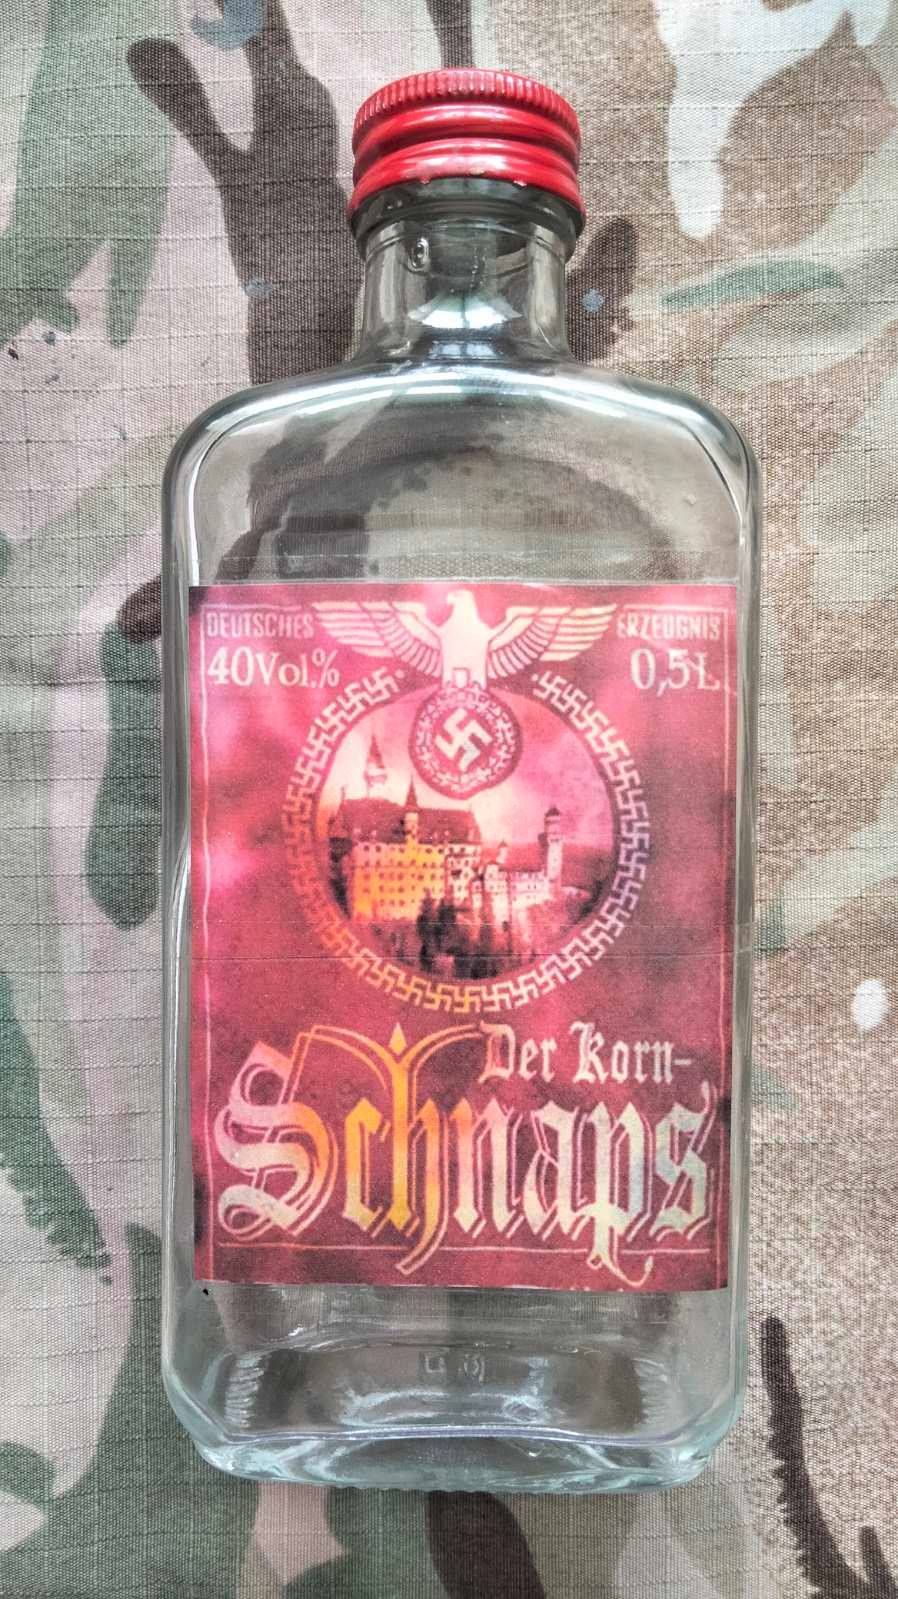 DEUTSCHES ERZEUGNIS
40Vol.% 0,5L
Der Korn-
Schnaps